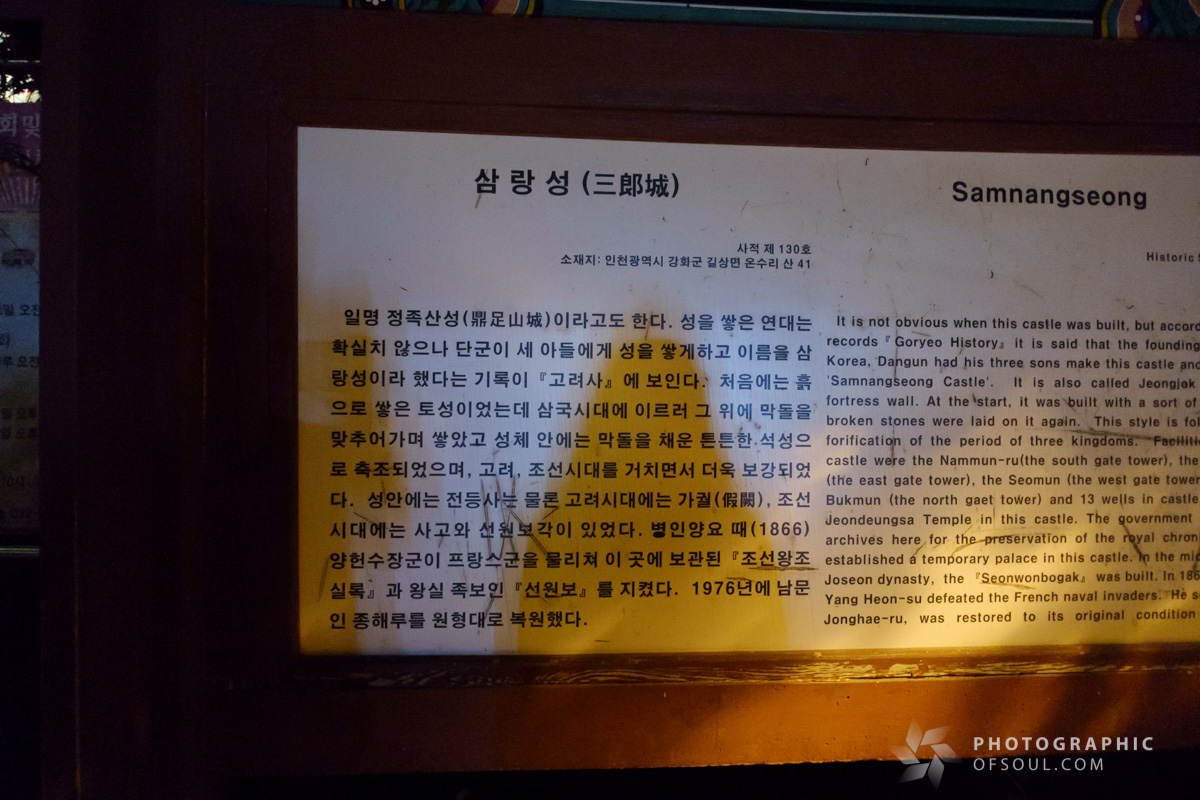 삼랑성 (三郎城)
사적 제 130호
소재지: 인천광역시 강화군 길상면 온수리 산 41
일명 정족산성(鼎足山城)이라고도 한다. 성을 쌓은 연대는
확실치 않으나 단군이 세 아들에게 성을 쌓게하고 이름을 삼
랑성이라 했다는 기록이 『고려사』에 보인다. 처음에는 흙
으로 쌓은 토성이었는데 삼국시대에 이르러 그 위에 막돌을
맞추어가며 쌓았고 성체 안에는 막돌을 채운 튼튼한 석성으
로 축조되었으며, 고려, 조선시대를 거치면서 더욱 보강되었
다. 성안에는 전등사는 물론 고려시대에는 가궐(假闕), 조선
시대에는 사고와 선원보각이 있었다. 병인양요 때(1866)
양헌수장군이 프랑스군을 물리쳐 이 곳에 보관된 『조선왕조
실록』과 왕실 족보인 『선원보』를 지켰다. 1976년에 남문
인 종해루를 원형대로 복원했다.
Samnangseong
Historic
It is not obvious when this castle was built, but accor
records 『Goryeo History』 it is said that the founding
Korea, Dangun had his three sons make this castle and
'Samnangseong Castle'. It is also called Jeongjok
fortress wall. At the start, it was built with a sort of
broken stones were laid on it again. This style is fol
forification of the period of three kingdoms. Faciliti
castle were the Nammun-ru(the south gate tower), the
(the east gate tower), the Seomun (the west gate tower
Bukmun (the north gaet tower) and 13 wells in castle
Jeondeungsa Temple in this castle. The government
archives here for the preservation of the royal chron
established a temporary palace in this castle. In the mid
Joseon dynasty, the 『Seonwonbogak』 was built. In 186
Yang Heon-su defeated the French naval invaders. He s
Jonghae-ru, was restored to its original condition
PHOTOGRAPHIC
OFSOUL.COM